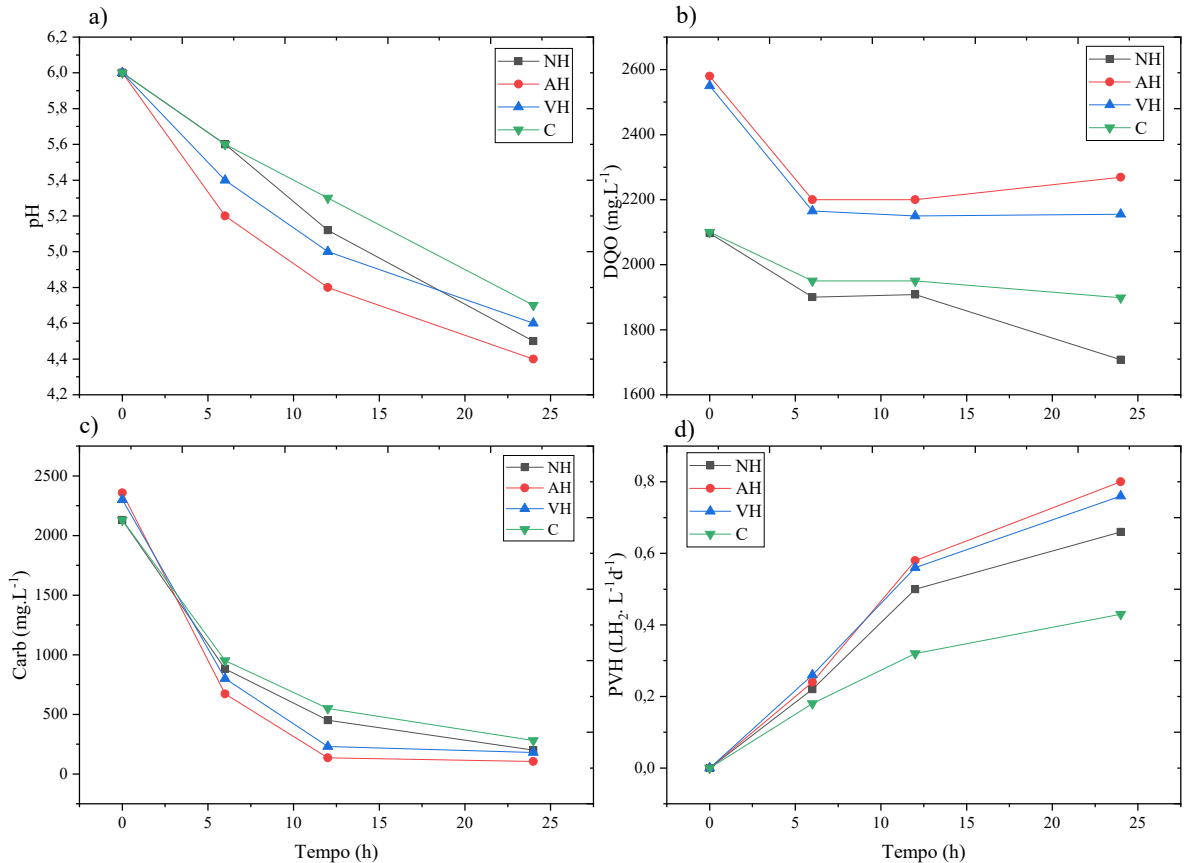 a)
6,2
6,0
5,8
5,6
5,4
5,2
5,0
4,8
4,6
4,4
4,2
pH
0 5 10 15 20 25
NH
AH
VH
C
b)
2600
2400
2200
2000
1800
1600
DQO (mg.L⁻¹)
0 5 10 15 20 25
NH
AH
VH
C
c)
2500
2000
1500
1000
500
0
Carb (mg.L⁻¹)
0 5 10 15 20 25
Tempo (h)
NH
AH
VH
C
d)
0,8
0,6
0,4
0,2
0,0
PVH (LH₂. L⁻¹d⁻¹)
0 5 10 15 20 25
Tempo (h)
NH
AH
VH
C